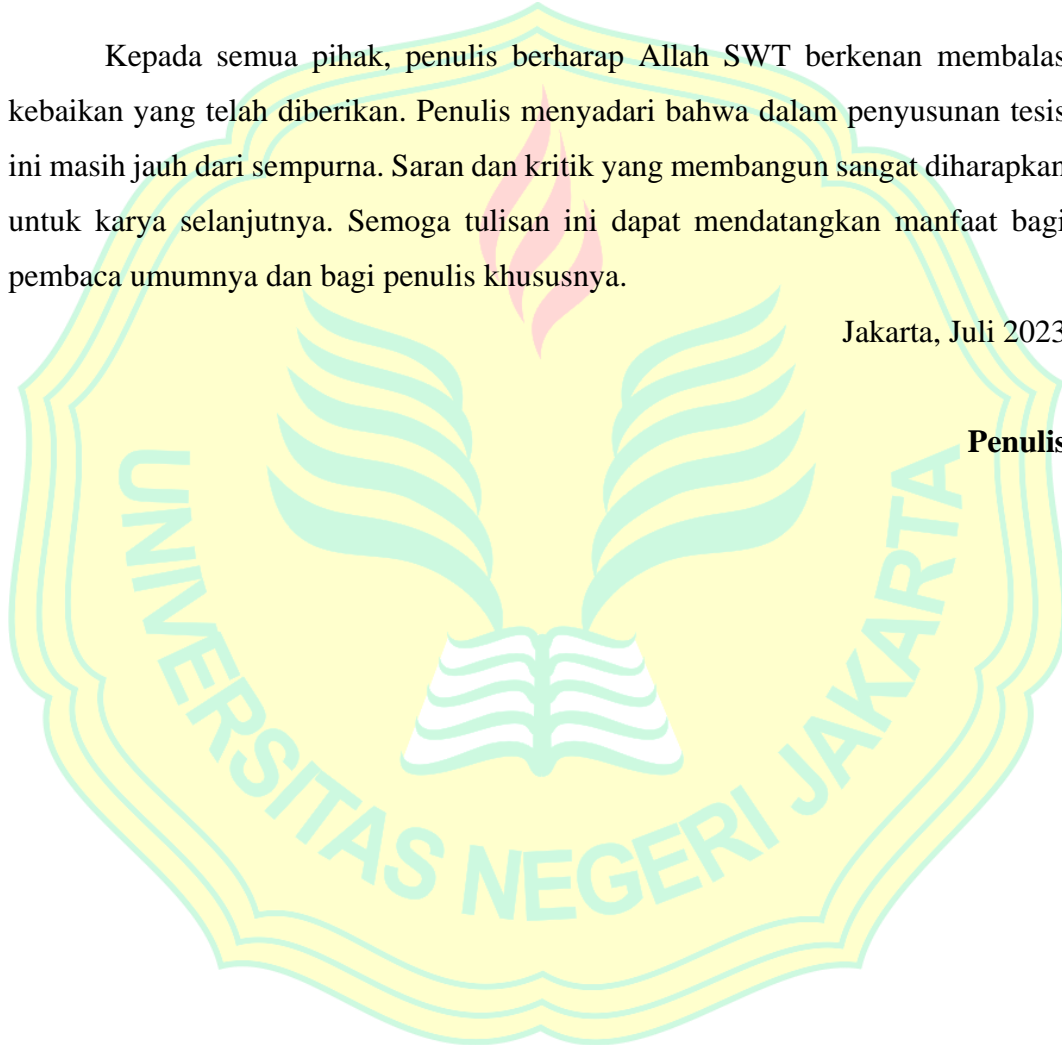 Kepada semua pihak, penulis berharap Allah SWT berkenan membalas
kebaikan yang telah diberikan. Penulis menyadari bahwa dalam penyusunan tesis
ini masih jauh dari sempurna. Saran dan kritik yang membangun sangat diharapkan
untuk karya selanjutnya. Semoga tulisan ini dapat mendatangkan manfaat bagi
pembaca umumnya dan bagi penulis khususnya.
Jakarta, Juli 2023
Penulis
UNIVERSITAS NEGERI JAKARTA